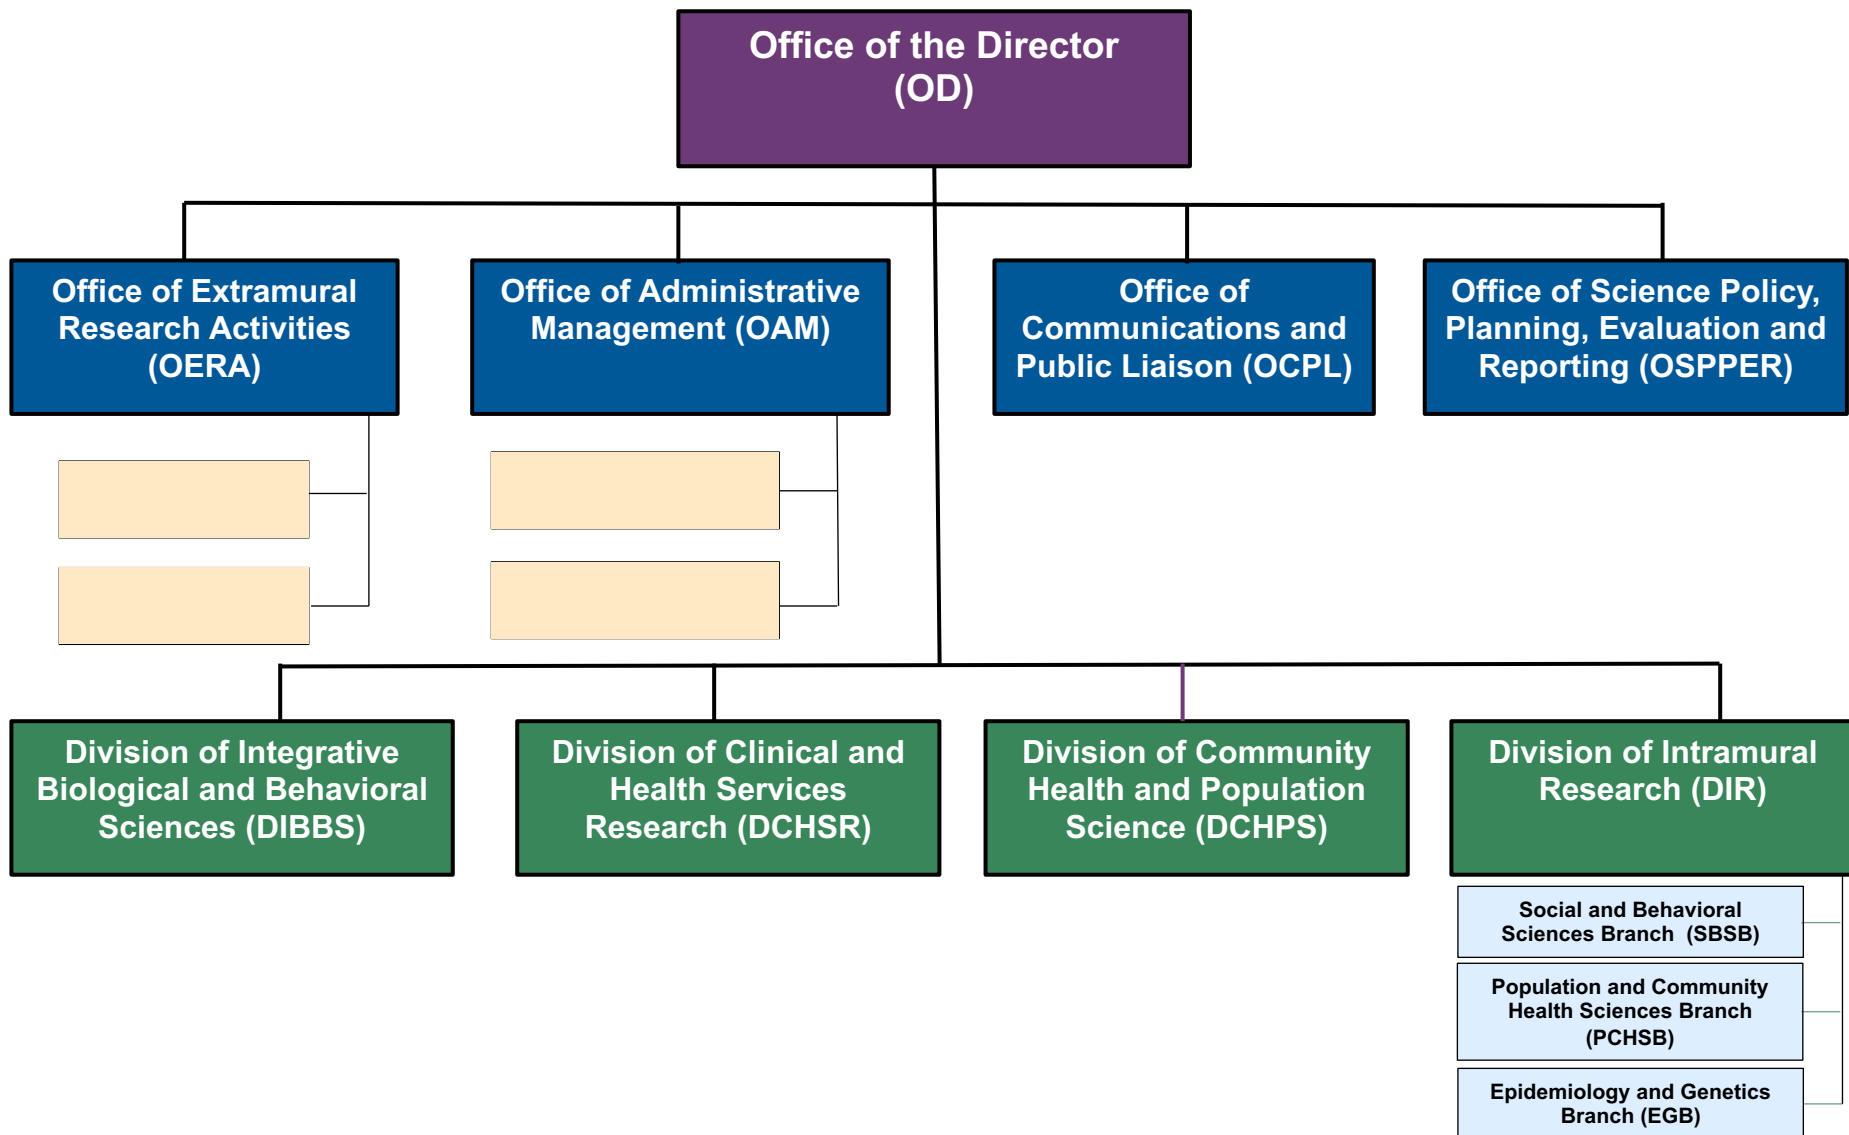 Office of the Director
(OD)
Office of Extramural
Research Activities
(OERA)
Office of Administrative
Management (OAM)
Office of
Communications and
Public Liaison (OCPL)
Office of Science Policy,
Planning, Evaluation and
Reporting (OSPPER)
Division of Integrative
Biological and Behavioral
Sciences (DIBBS)
Division of Clinical and
Health Services
Research (DCHSR)
Division of Community
Health and Population
Science (DCHPS)
Division of Intramural
Research (DIR)
Social and Behavioral
Sciences Branch (SBSB)
Population and Community
Health Sciences Branch
(PCHSB)
Epidemiology and Genetics
Branch (EGB)